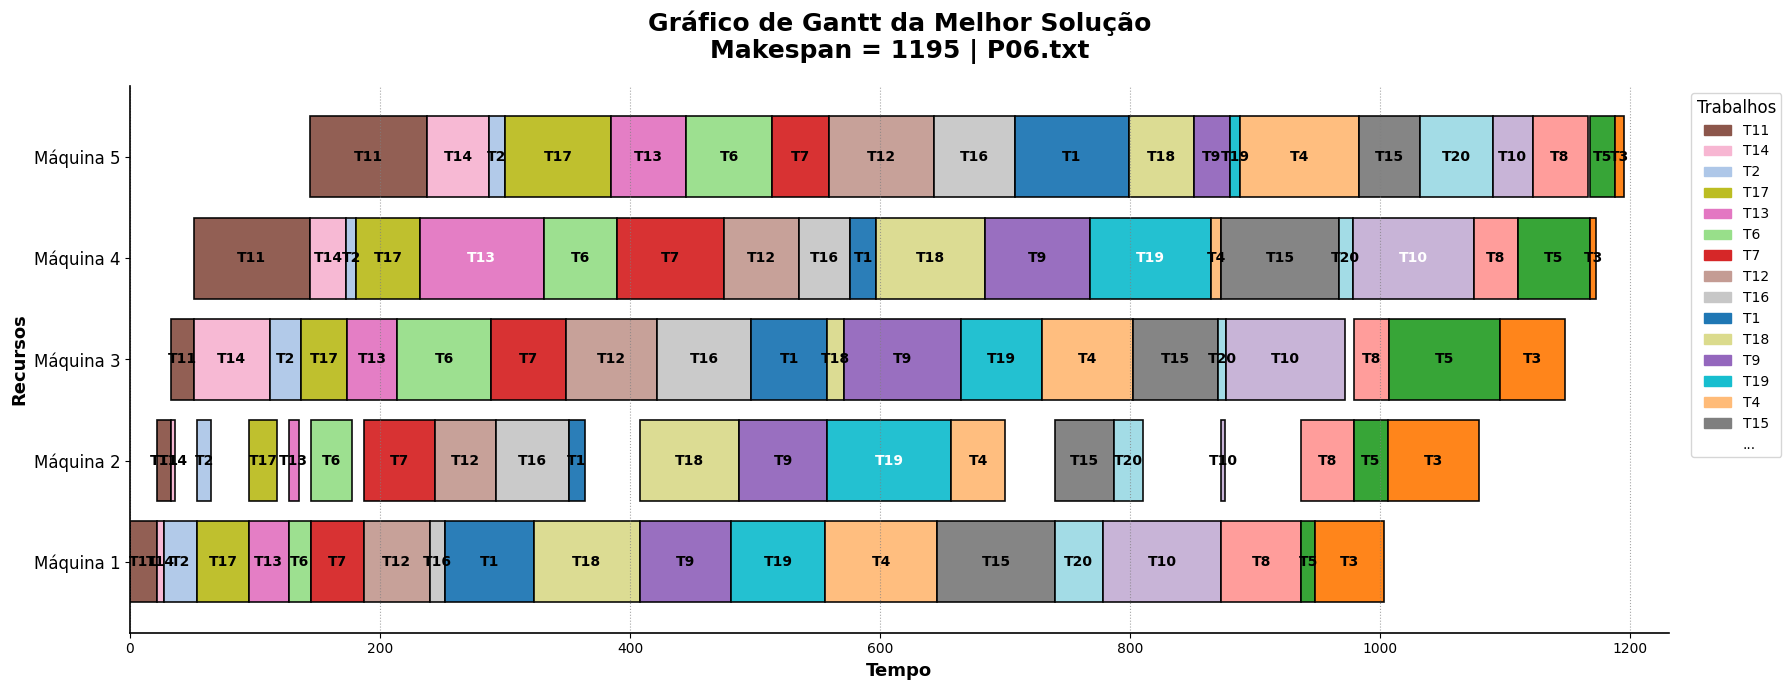 Gráfico de Gantt da Melhor Solução
Makespan = 1195 | P06.txt
Máquina 5
T11 T14 T2 T17 T13 T6 T7 T12 T16 T1 T18 T9 T19 T4 T15 T20 T10 T8 T5 T3
Máquina 4
T11 T14 T2 T17 T13 T6 T7 T12 T16 T1 T18 T9 T19 T4 T15 T20 T10 T8 T5 T3
Máquina 3
T11 T14 T2 T17 T13 T6 T7 T12 T16 T1 T18 T9 T19 T4 T15 T20 T10 T8 T5 T3
Máquina 2
T11 T14 T2 T17 T13 T6 T7 T12 T16 T1 T18 T9 T19 T4 T15 T20 T10 T8 T5 T3
Máquina 1
T11 T14 T2 T17 T13 T6 T7 T12 T16 T1 T18 T9 T19 T4 T15 T20 T10 T8 T5 T3
Recursos
0 200 400 600 800 1000 1200
Tempo
Trabalhos
T11
T14
T2
T17
T13
T6
T7
T12
T16
T1
T18
T9
T19
T4
T15
...